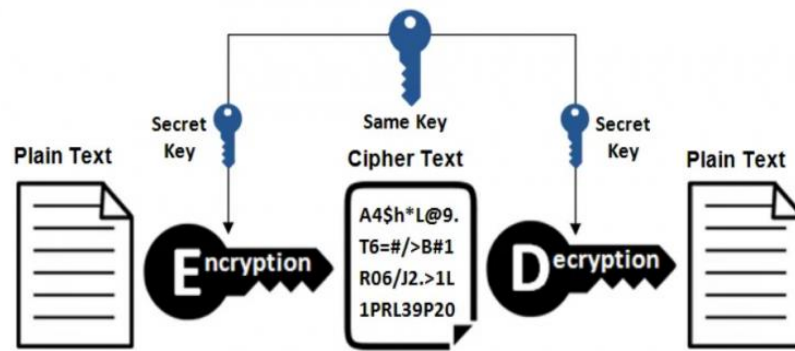 Secret
Key
Same Key
Secret
Key
Plain Text
Cipher Text
Plain Text
Encryption
A4$h*L@9.
T6=#/>B#1
R06/J2.>1L
1PRL39P20
Decryption